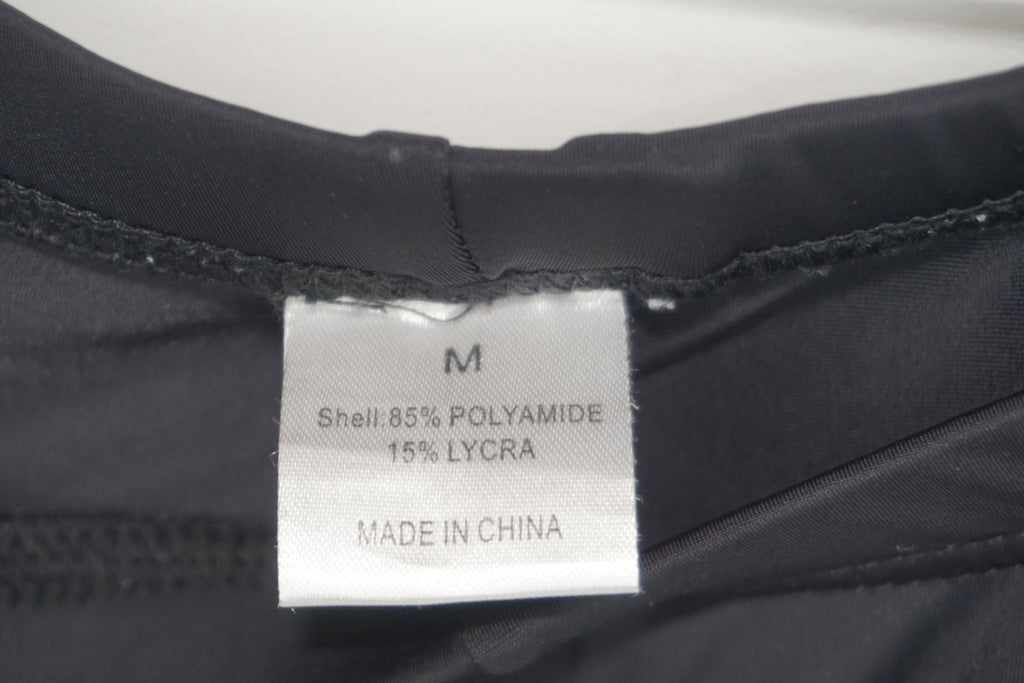 M
Shell:85% POLYAMIDE
15% LYCRA
MADE IN CHINA